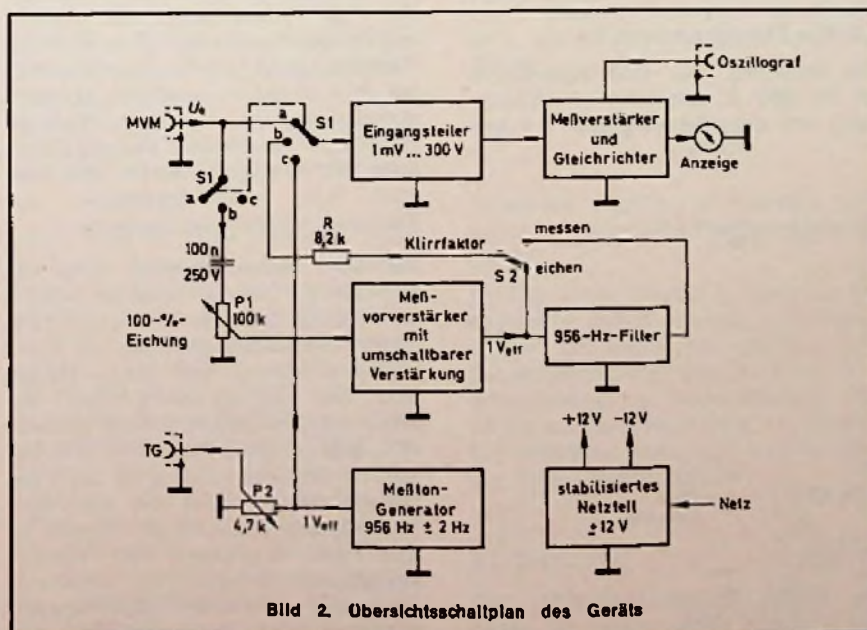 Oszillograf
MVM
Ue
a
S1
b
c
Eingangsteiler
1 mV ... 300 V
Meßverstärker
und
Gleichrichter
Anzeige
S1
a
c
b
100 n
250 V
R
8,2 k
Klirrfaktor
messen
S 2
eichen
P1
100 k
100-%-
Eichung
Meß-
vorverstärker
mit
umschaltbarer
Verstärkung
1 Veff
956-Hz-Filter
+12 V
-12 V
TG
P2
4,7 k
1 Veff
Meßton-
Generator
956 Hz ± 2 Hz
stabilisiertes
Netzteil
±12 V
Netz
Bild 2. Übersichtsschaltplan des Geräts